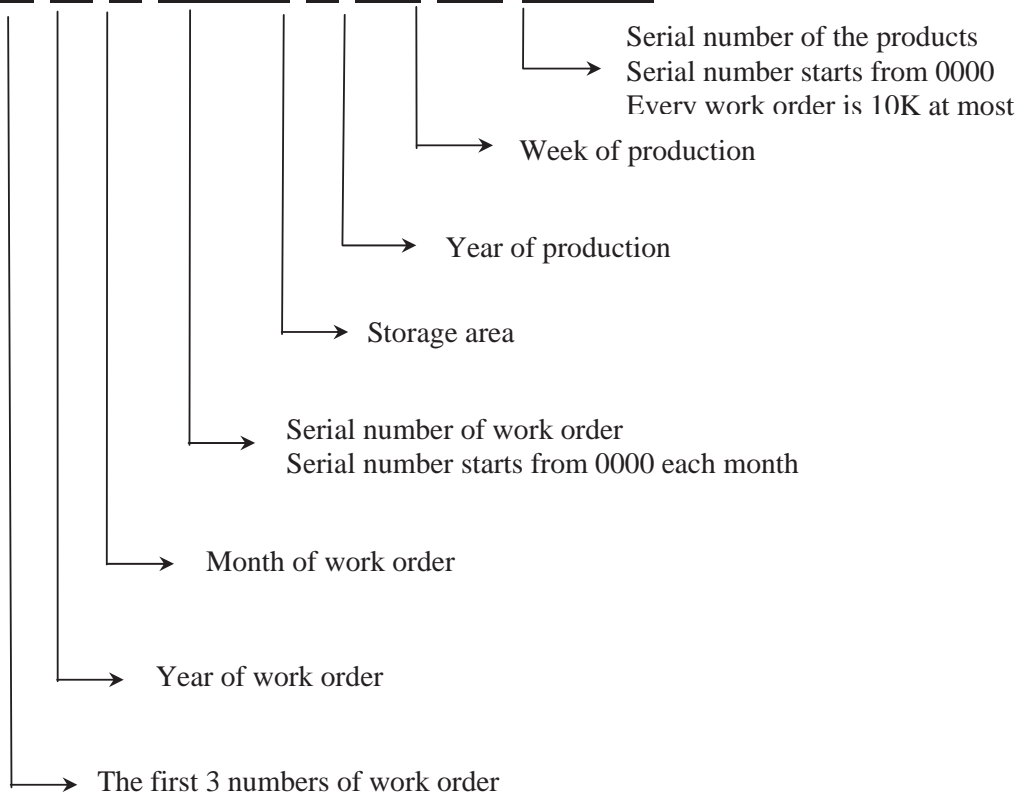 Serial number of the products
Serial number starts from 0000
Every work order is 10K at most
Week of production
Year of production
Storage area
Serial number of work order
Serial number starts from 0000 each month
Month of work order
Year of work order
The first 3 numbers of work order